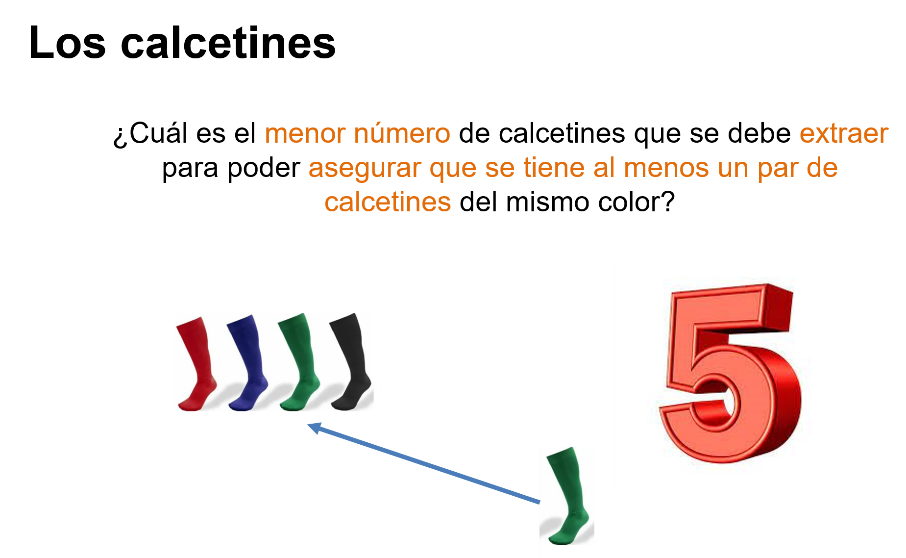 Los calcetines
¿Cuál es el menor número de calcetines que se debe extraer
para poder asegurar que se tiene al menos un par de
calcetines del mismo color?
5